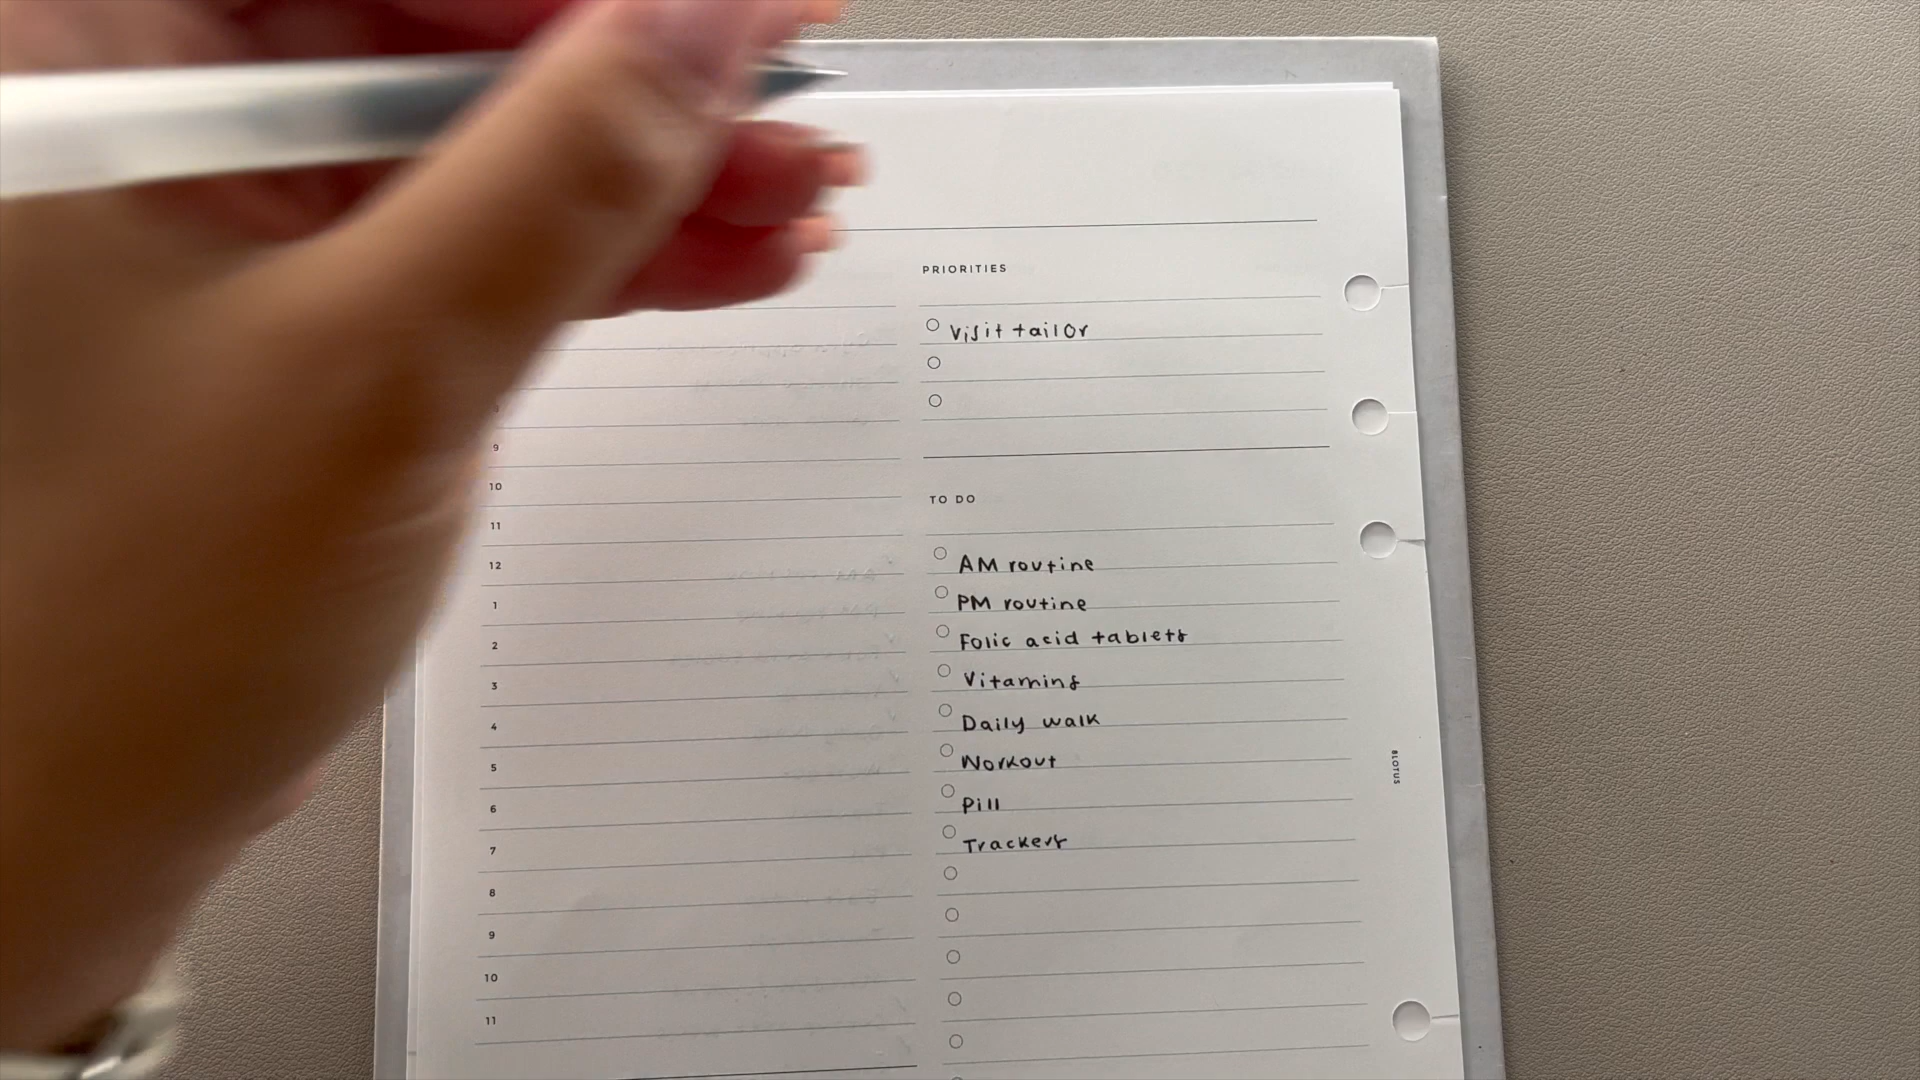 PRIORITIES
Visit tailor
TO DO
AM routine
PM routine
Folic acid tablets
Vitamins
Daily walk
Workout
Pill
Trackers
9
10
11
12
1
2
3
4
5
6
7
8
9
10
11
BLOTUS